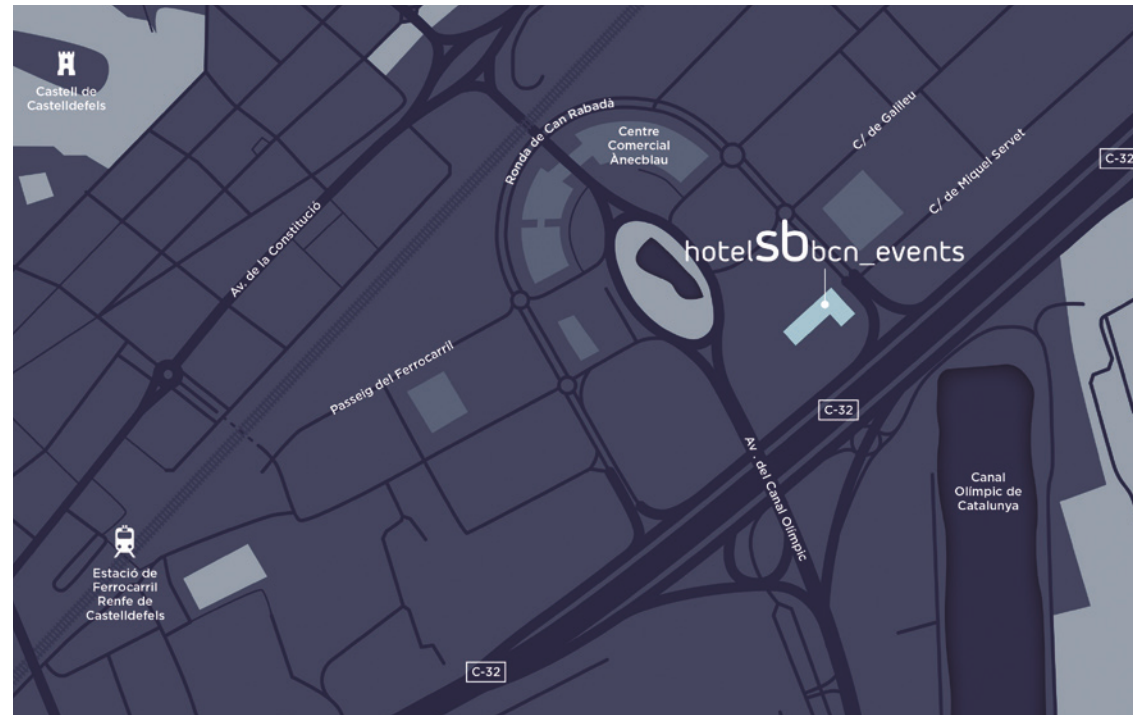 Castell de
Castelldefels
Av. de la Constitució
Ronda de Can Rabadà
Centre
Comercial
Ànecblau
C/ de Galileu
C/ de Miquel Servet
C-32
hotelsbbcn_events
Passeig del Ferrocarril
C-32
Av . del Canal Olímpic
Canal
Olímpic de
Catalunya
Estació de
Ferrocarril
Renfe de
Castelldefels
C-32